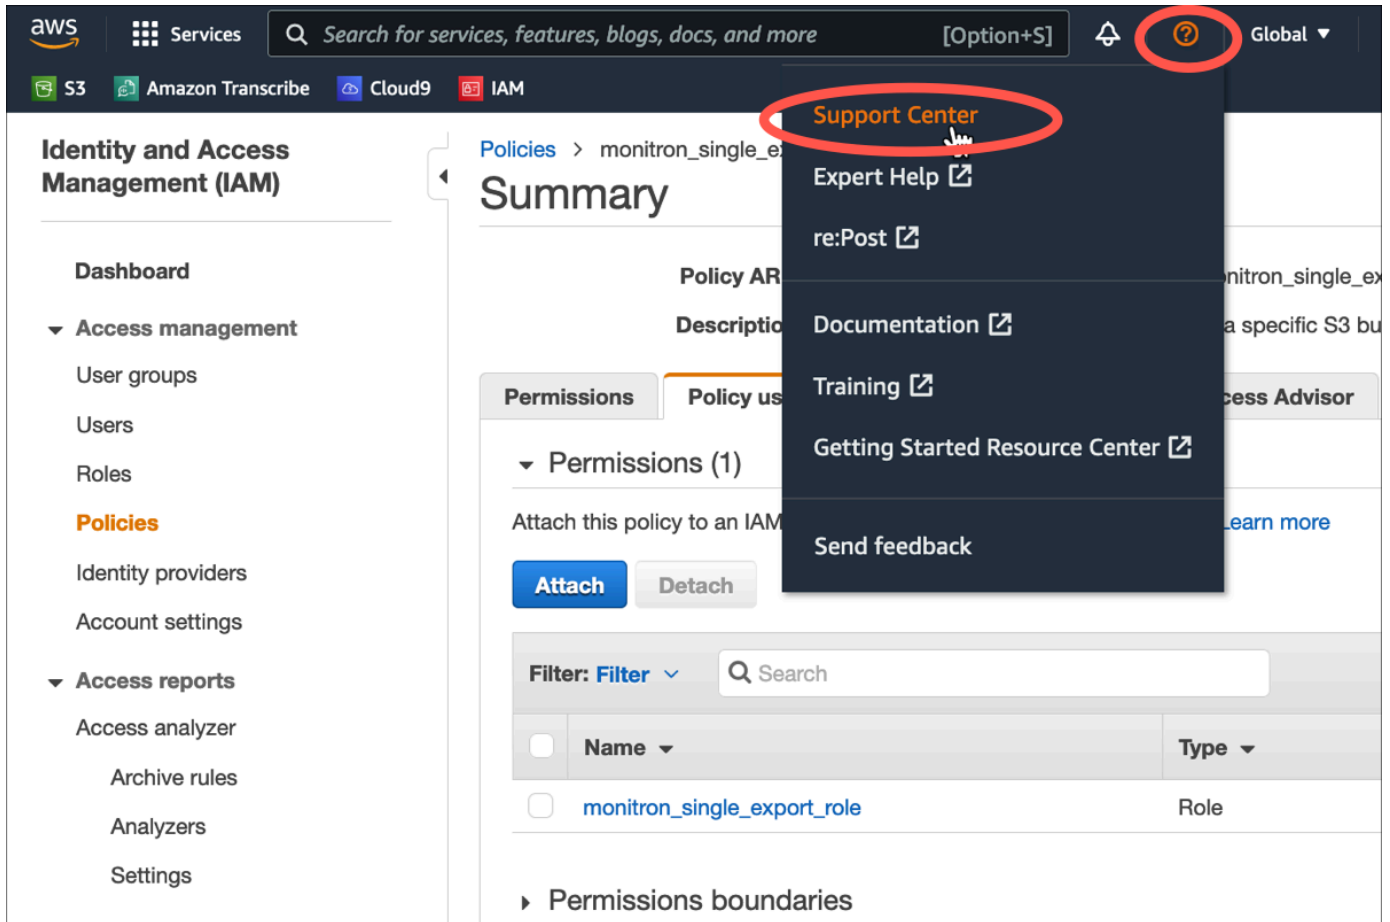 aws
Services
Search for services, features, blogs, docs, and more
[Option+S]
Global
S3
Amazon Transcribe
Cloud9
IAM
Support Center
Expert Help
re:Post
Documentation
Training
Getting Started Resource Center
Send feedback
Identity and Access
Management (IAM)
Dashboard
Access management
User groups
Users
Roles
Policies
Identity providers
Account settings
Access reports
Access analyzer
Archive rules
Analyzers
Settings
Policies > monitron_single_e
Summary
Policy AR
nitron_single_ex
Descriptio
a specific S3 bu
Permissions
Policy us
cess Advisor
Permissions (1)
Attach this policy to an IAM
Learn more
Attach
Detach
Filter: Filter
Search
Name
Type
monitron_single_export_role
Role
Permissions boundaries